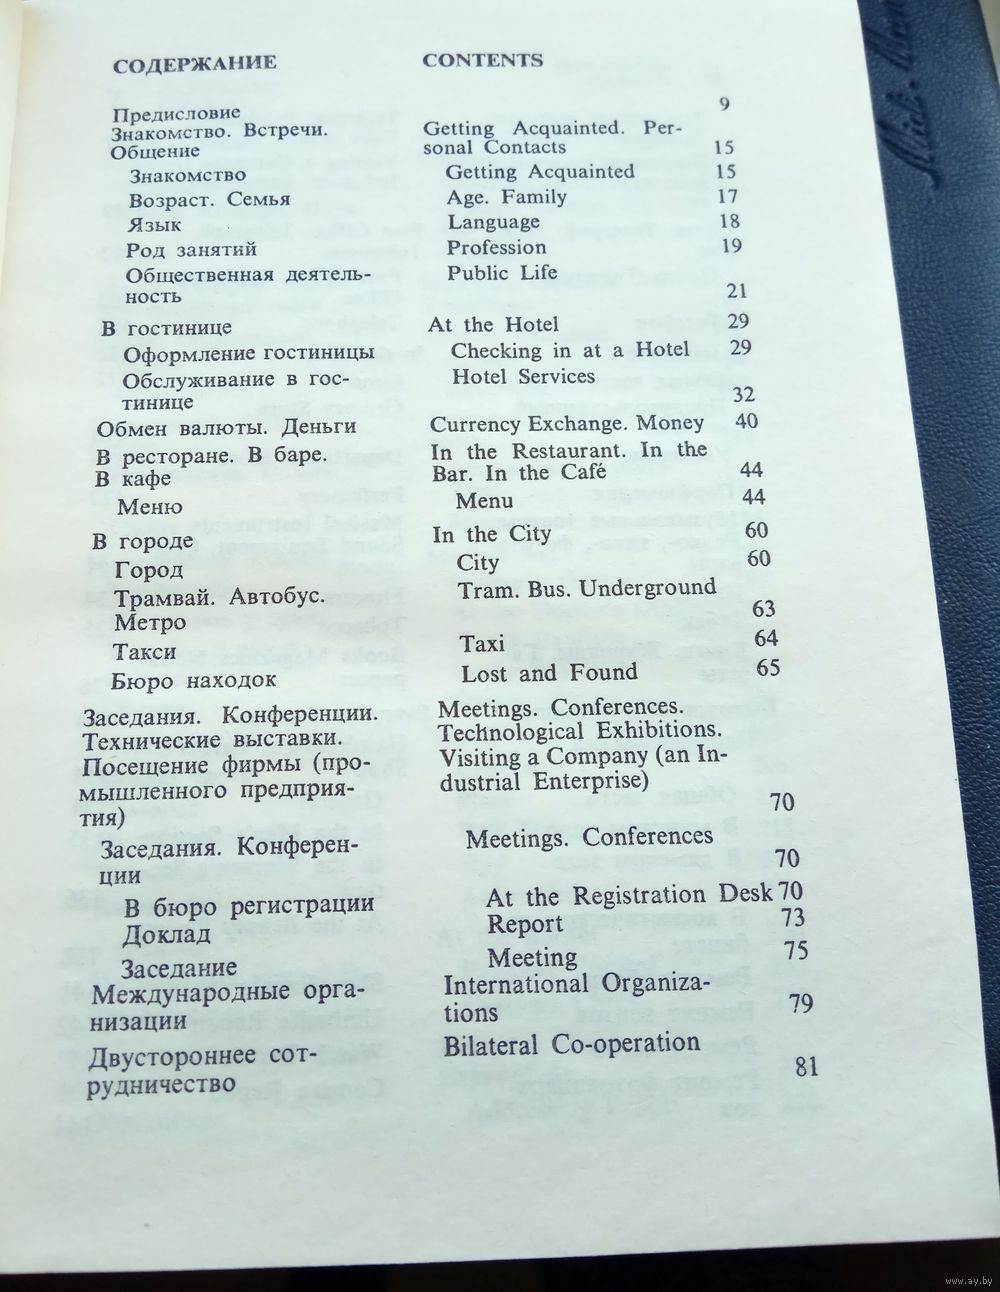 СОДЕРЖАНИЕ CONTENTS
Предисловие 9
Знакомство. Встречи. Getting Acquainted. Per-
Общение sonal Contacts 15
Знакомство Getting Acquainted 15
Возраст. Семья Age. Family 17
Язык Language 18
Род занятий Profession 19
Общественная деятель- Public Life
ность 21
В гостинице At the Hotel 29
Оформление гостиницы Checking in at a Hotel 29
Обслуживание в гос- Hotel Services
тинице 32
Обмен валюты. Деньги Currency Exchange. Money 40
В ресторане. В баре. In the Restaurant. In the
В кафе Bar. In the Café 44
Меню Menu 44
В городе In the City 60
Город City 60
Трамвай. Автобус. Tram. Bus. Underground
Метро 63
Такси Taxi 64
Бюро находок Lost and Found 65
Заседания. Конференции. Meetings. Conferences.
Технические выставки. Technological Exhibitions.
Посещение фирмы (про- Visiting a Company (an In-
мышленного предприя- dustrial Enterprise)
тия) 70
Заседания. Конферен- Meetings. Conferences
ции 70
В бюро регистрации At the Registration Desk 70
Доклад Report 73
Заседание Meeting 75
Международные орга- International Organiza-
низации tions 79
Двустороннее сот- Bilateral Co-operation
рудничество 81
www.ay.by